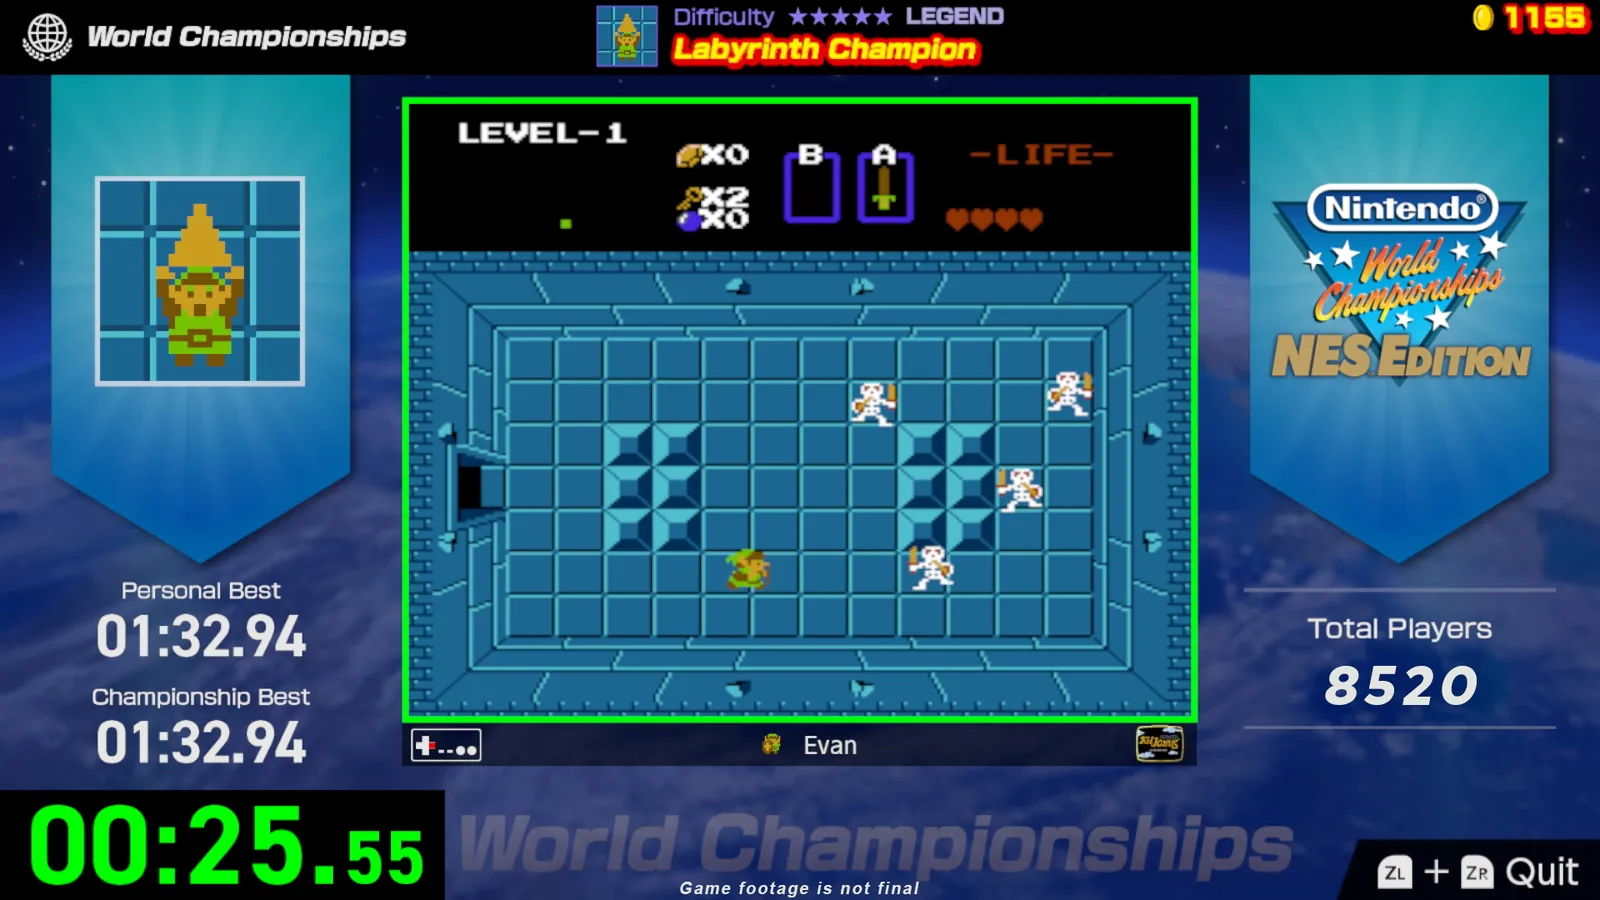 World Championships
Difficulty ★★★★★ LEGEND
Labyrinth Champion
1155
LEVEL-1
X0
X2
X0
B
A
-LIFE-
Nintendo®
World
Championships
NES EDITION
Personal Best
01:32.94
Championship Best
01:32.94
Total Players
8520
Evan
Kid Icarus
00:25.55
World Championships
Game footage is not final
ZL + ZR Quit